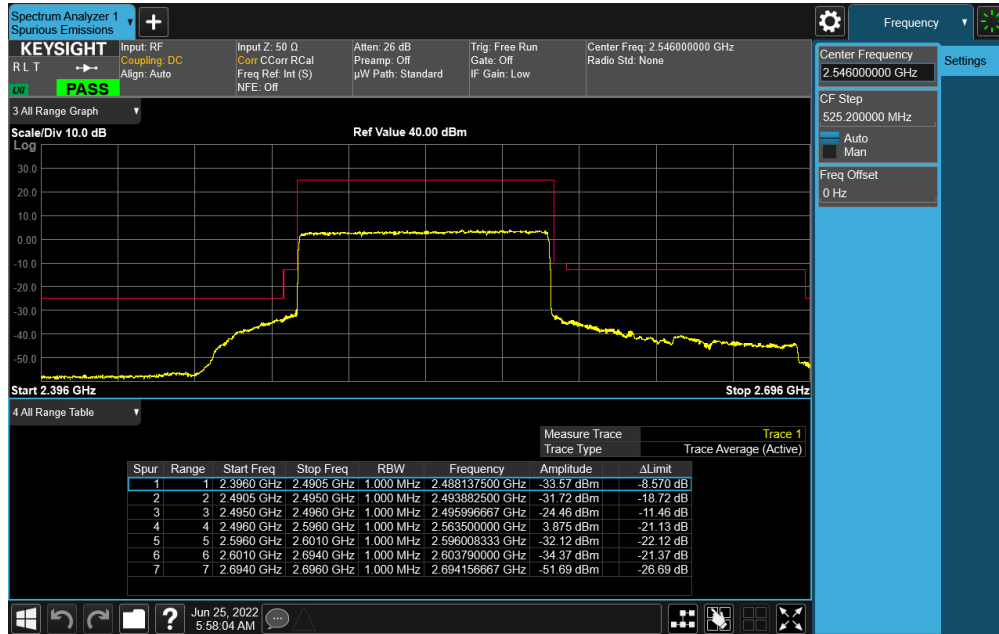 Spectrum Analyzer 1
Spurious Emissions
Frequency
KEYSIGHT
R L T
LXI
PASS
Input: RF
Coupling: DC
Align: Auto
Input Z: 50 Ω
Corr CCorr RCal
Freq Ref: Int (S)
NFE: Off
Atten: 26 dB
Preamp: Off
µW Path: Standard
Trig: Free Run
Gate: Off
IF Gain: Low
Center Freq: 2.546000000 GHz
Radio Std: None
Center Frequency
2.546000000 GHz
Settings
CF Step
525.200000 MHz
Auto
Man
Freq Offset
0 Hz
3 All Range Graph
Scale/Div 10.0 dB
Ref Value 40.00 dBm
Log
30.0
20.0
10.0
0.00
-10.0
-20.0
-30.0
-40.0
-50.0
Start 2.396 GHz
Stop 2.696 GHz
4 All Range Table
Measure Trace Trace 1
Trace Type Trace Average (Active)
Spur Range Start Freq Stop Freq RBW Frequency Amplitude ΔLimit
1 1 2.3960 GHz 2.4905 GHz 1.000 MHz 2.488137500 GHz -33.57 dBm -8.570 dB
2 2 2.4905 GHz 2.4950 GHz 1.000 MHz 2.493882500 GHz -31.72 dBm -18.72 dB
3 3 2.4950 GHz 2.4960 GHz 1.000 MHz 2.495996667 GHz -24.46 dBm -11.46 dB
4 4 2.4960 GHz 2.5960 GHz 1.000 MHz 2.563500000 GHz 3.875 dBm -21.13 dB
5 5 2.5960 GHz 2.6010 GHz 1.000 MHz 2.596008333 GHz -32.12 dBm -22.12 dB
6 6 2.6010 GHz 2.6940 GHz 1.000 MHz 2.603790000 GHz -34.37 dBm -21.37 dB
7 7 2.6940 GHz 2.6960 GHz 1.000 MHz 2.694156667 GHz -51.69 dBm -26.69 dB
Jun 25, 2022
5:58:04 AM